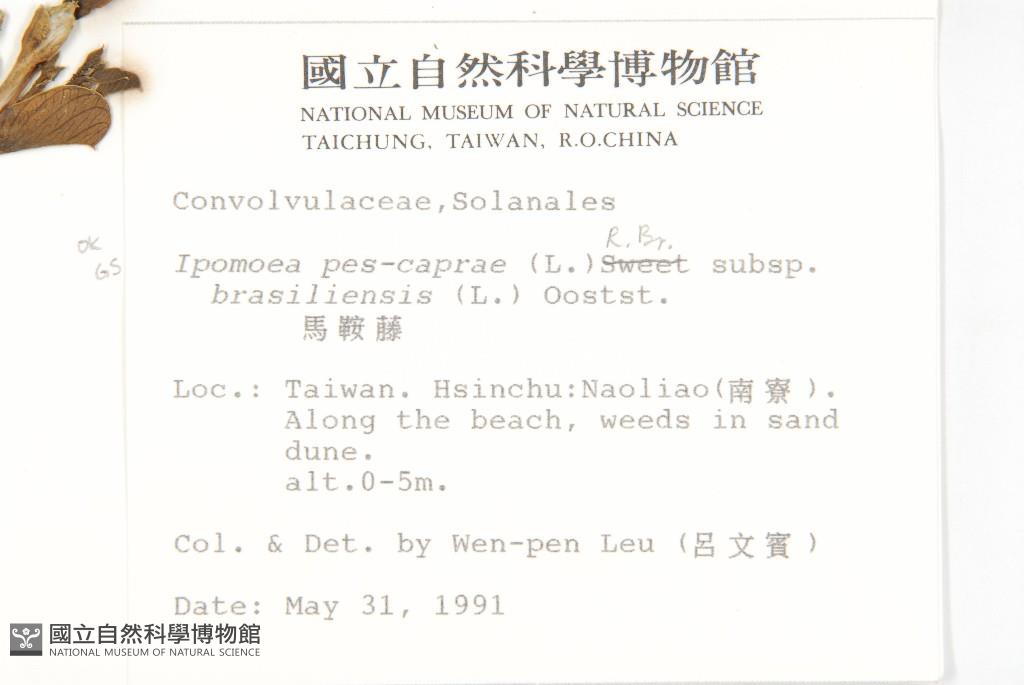 國立自然科學博物館
NATIONAL MUSEUM OF NATURAL SCIENCE
TAICHUNG, TAIWAN, R.O.CHINA
Convolvulaceae,Solanales
R. Br.
OK
GS
Ipomoea pes-caprae (L.)Sweet subsp.
brasiliensis (L.) Oostst.
馬鞍藤
Loc.: Taiwan. Hsinchu:Naoliao(南寮).
Along the beach, weeds in sand
dune.
alt.0-5m.
Col. & Det. by Wen-pen Leu (呂文賓)
Date: May 31, 1991
國立自然科學博物館
NATIONAL MUSEUM OF NATURAL SCIENCE